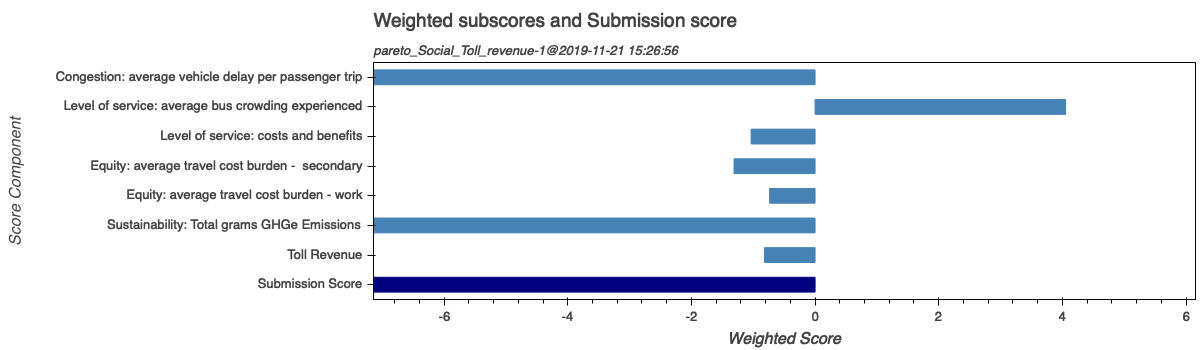 Weighted subscores and Submission score
pareto_Social_Toll_revenue-1@2019-11-21 15:26:56
Score Component
Congestion: average vehicle delay per passenger trip
Level of service: average bus crowding experienced
Level of service: costs and benefits
Equity: average travel cost burden -  secondary
Equity: average travel cost burden - work
Sustainability: Total grams GHGe Emissions
Toll Revenue
Submission Score
-6 -4 -2 0 2 4 6
Weighted Score